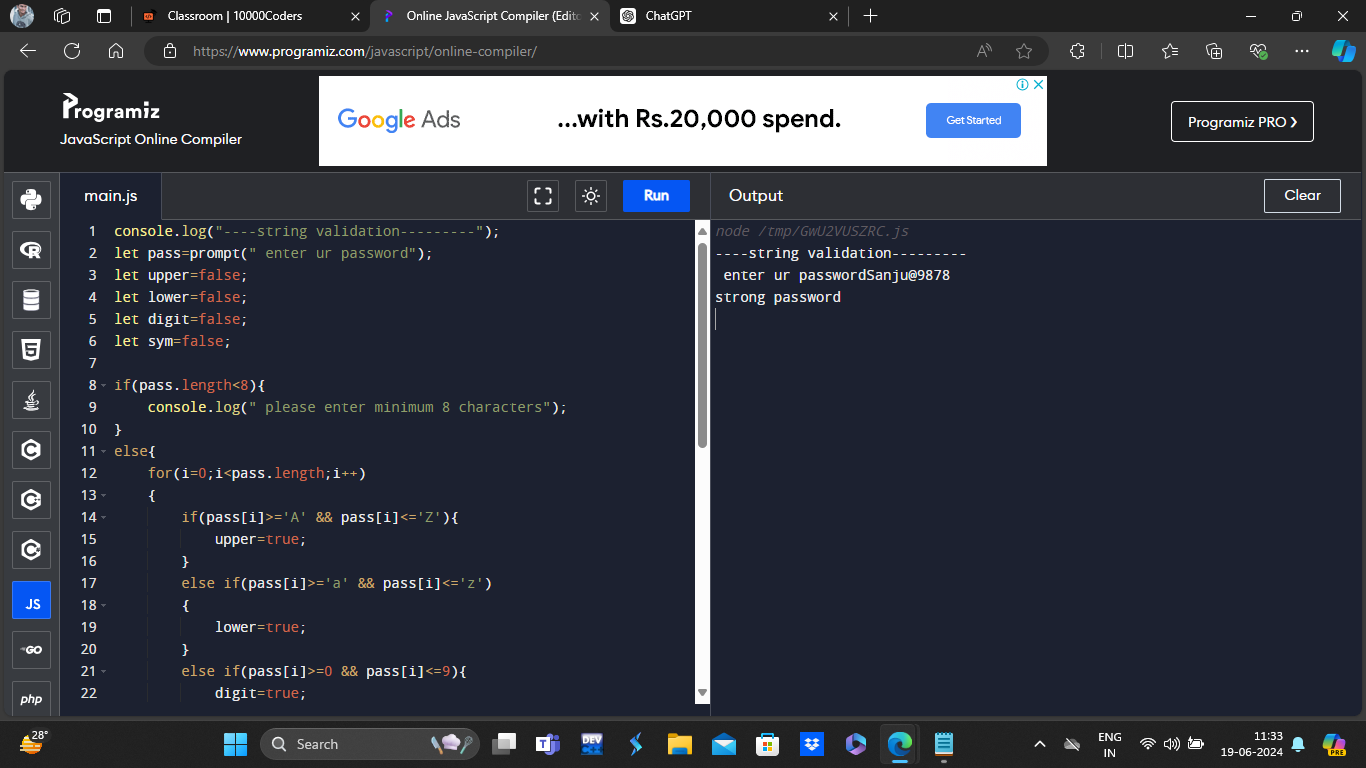 Classroom | 10000Coders
Online JavaScript Compiler (Edito
ChatGPT
https://www.programiz.com/javascript/online-compiler/
Programiz
JavaScript Online Compiler
Google Ads
...with Rs.20,000 spend.
Get Started
Programiz PRO
main.js
Run
Output
Clear
1 console.log("----string validation---------");
2 let pass=prompt(" enter ur password");
3 let upper=false;
4 let lower=false;
5 let digit=false;
6 let sym=false;
7
8 if(pass.length<8){
9 console.log(" please enter minimum 8 characters");
10 }
11 else{
12 for(i=0;i<pass.length;i++)
13 {
14 if(pass[i]>='A' && pass[i]<='Z'){
15 upper=true;
16 }
17 else if(pass[i]>='a' && pass[i]<='z')
18 {
19 lower=true;
20 }
21 else if(pass[i]>=0 && pass[i]<=9){
22 digit=true;
node /tmp/GwU2VUSZRC.js
----string validation---------
enter ur passwordSanju@9878
strong password
JS
GO
php
28°
Search
DEV
ENG
IN
11:33
19-06-2024
PRE